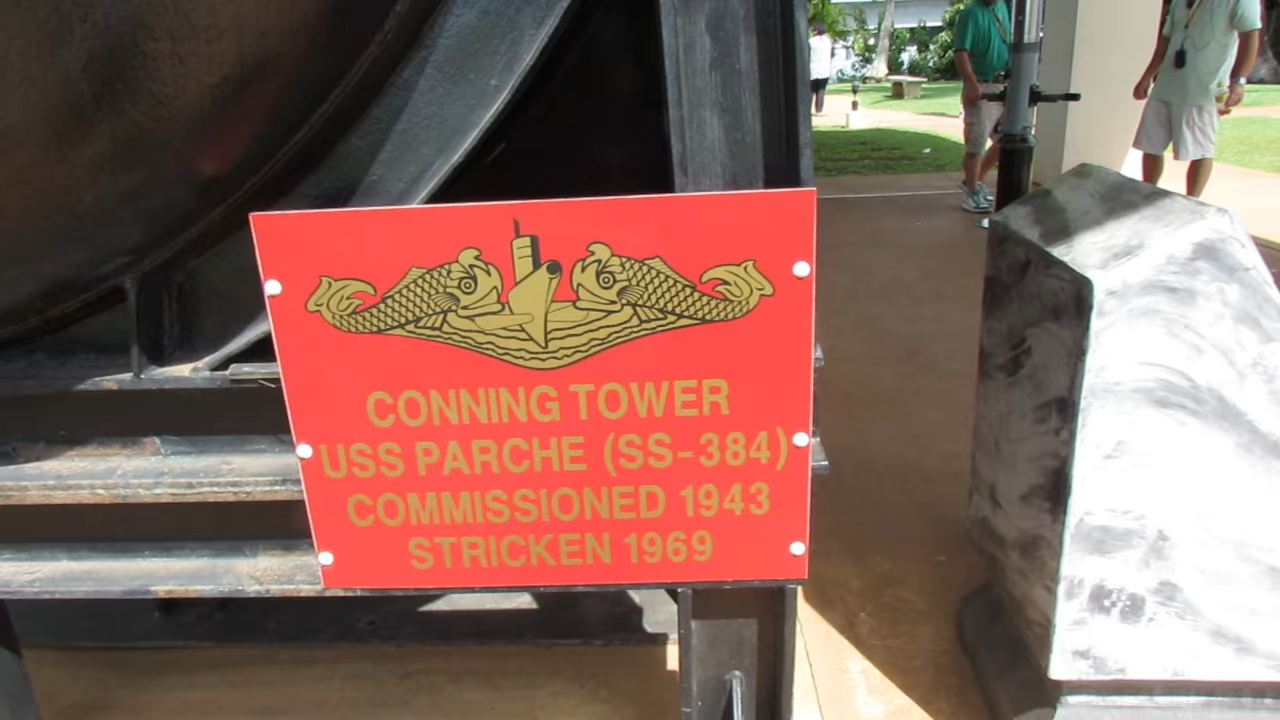 CONNING TOWER
USS PARCHE (SS-384)
COMMISSIONED 1943
STRICKEN 1969